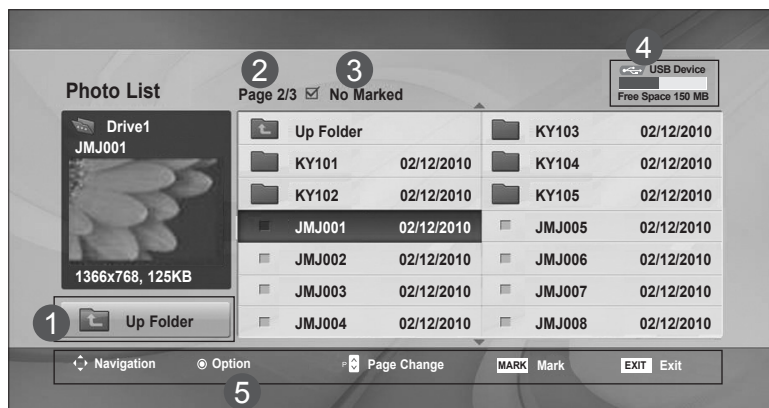 4
USB Device
Free Space 150 MB
2
3
Photo List
Page 2/3 No Marked
Drive1
JMJ001
1366x768, 125KB
1
Up Folder
Up Folder
KY101 02/12/2010
KY102 02/12/2010
JMJ001 02/12/2010
JMJ002 02/12/2010
JMJ003 02/12/2010
JMJ004 02/12/2010
KY103 02/12/2010
KY104 02/12/2010
KY105 02/12/2010
JMJ005 02/12/2010
JMJ006 02/12/2010
JMJ007 02/12/2010
JMJ008 02/12/2010
Navigation Option P Page Change MARK Mark EXIT Exit
5